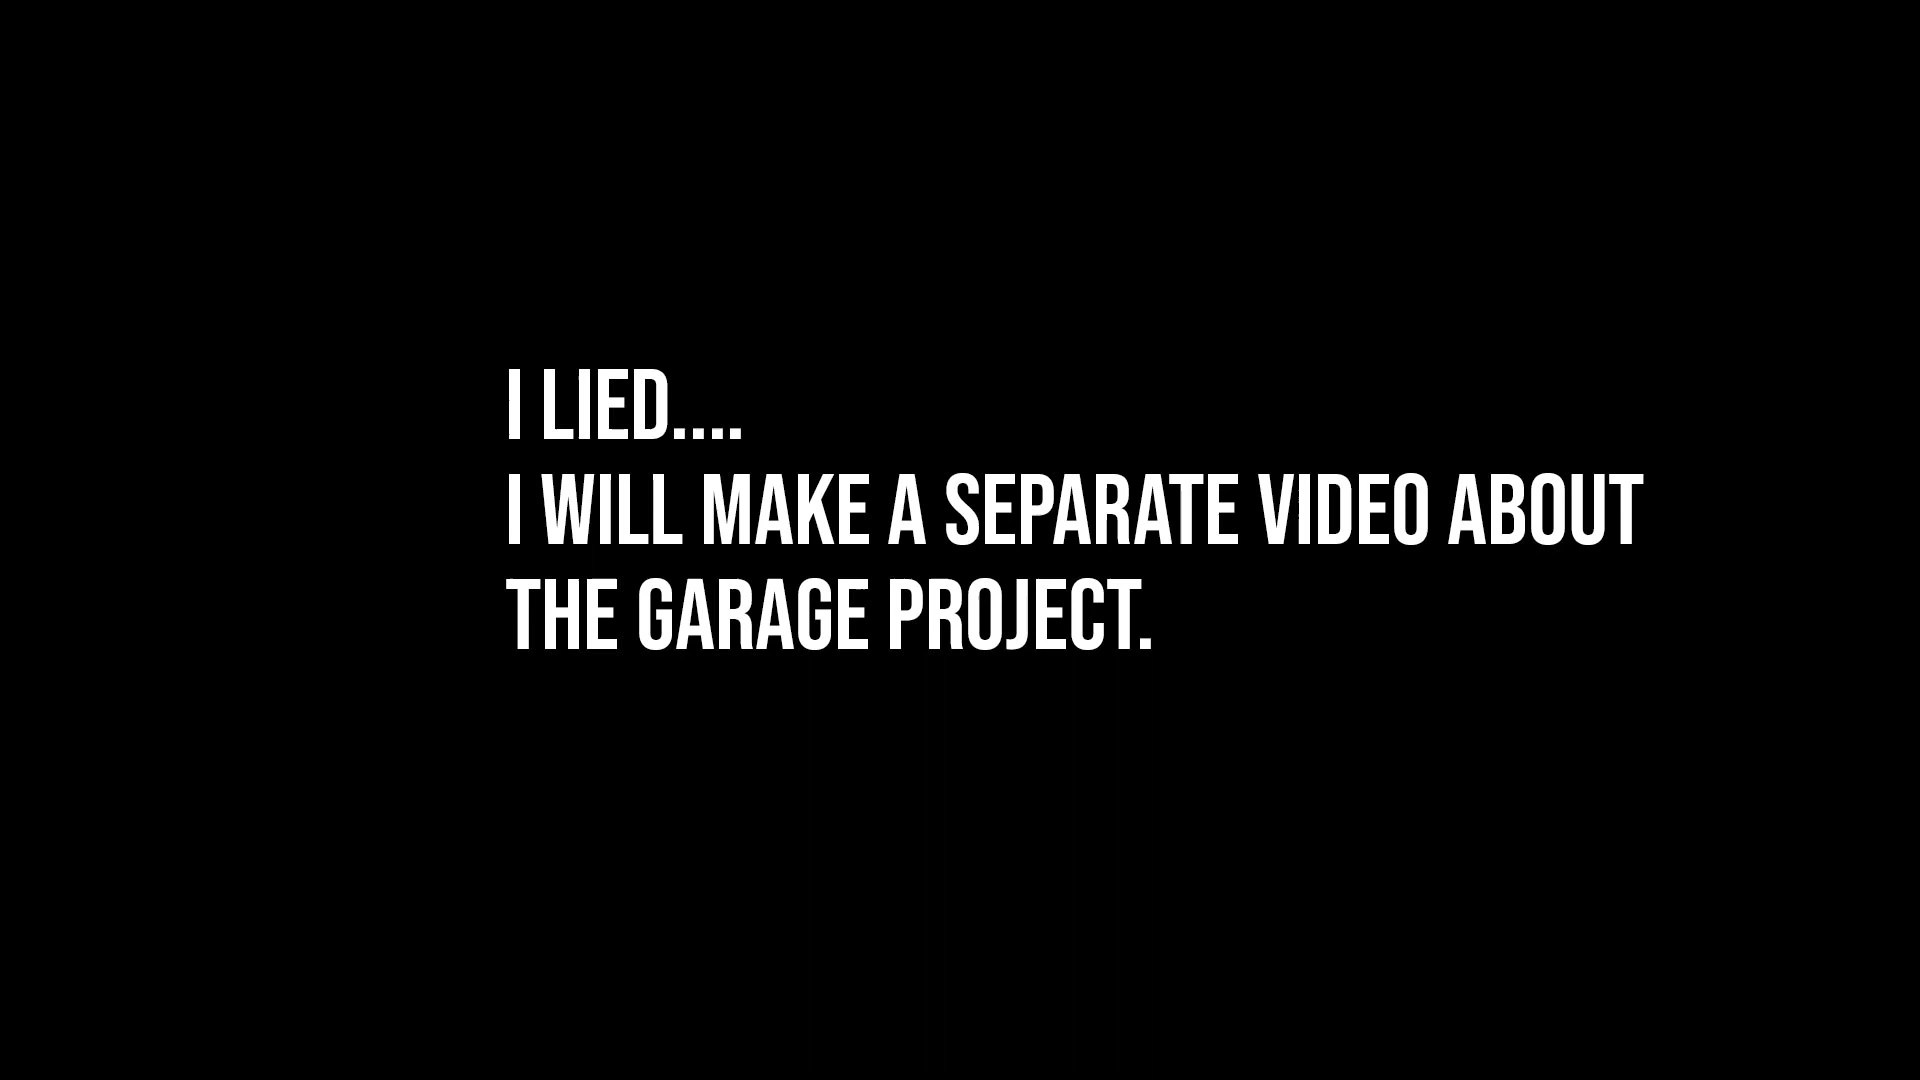 I LIED....
I WILL MAKE A SEPARATE VIDEO ABOUT
THE GARAGE PROJECT.